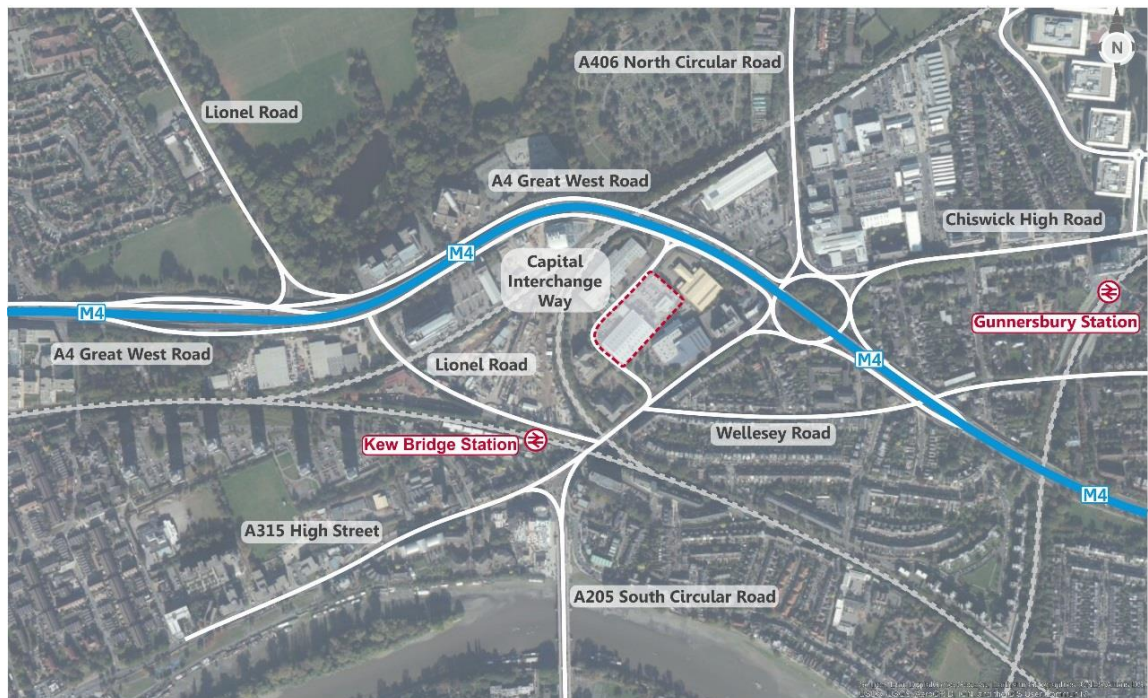 N
A406 North Circular Road
Lionel Road
A4 Great West Road
Chiswick High Road
M4
Capital
Interchange
Way
M4
Gunnersbury Station
A4 Great West Road
Lionel Road
M4
Wellesey Road
Kew Bridge Station
M4
A315 High Street
A205 South Circular Road